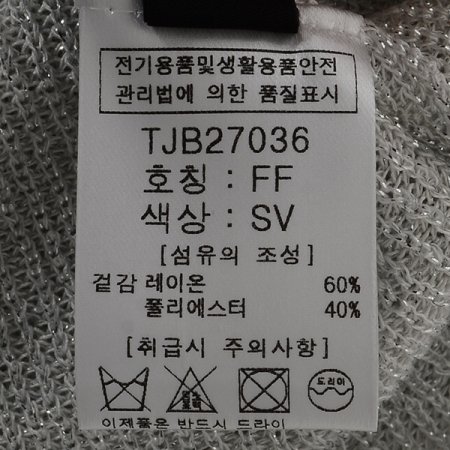 전기용품및생활용품안전
관리법에 의한 품질표시
TJB27036
호칭 : FF
색상 : SV
[섬유의 조성]
겉감 레이온 60%
폴리에스터 40%
[취급시 주의사항]
드라이
이제품은 반드시 드라이